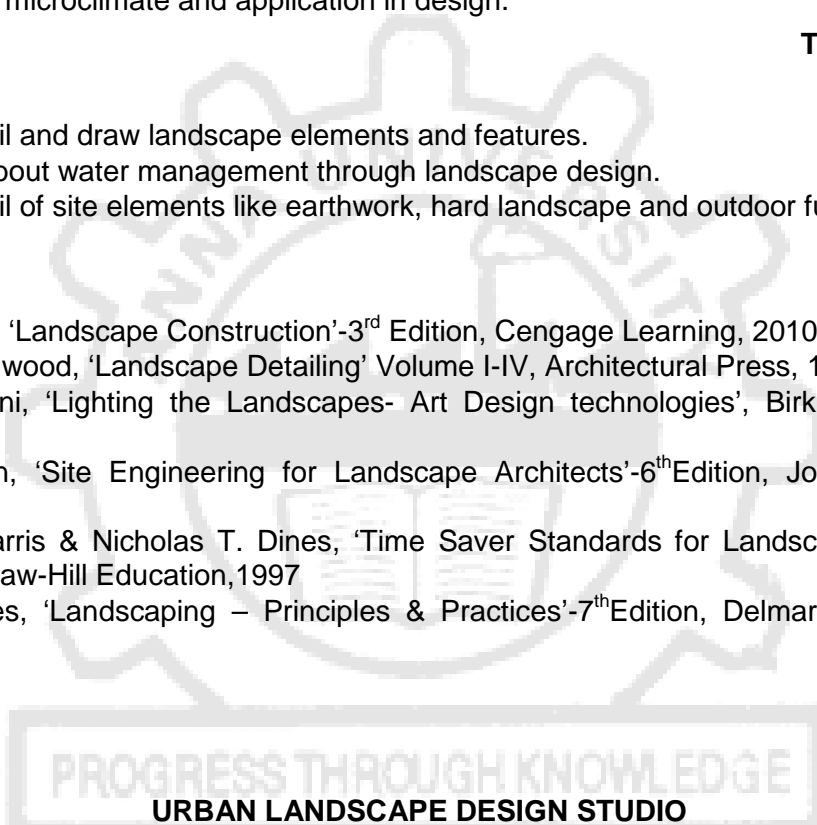 microclimate and application in design.
T
il and draw landscape elements and features.
bout water management through landscape design.
il of site elements like earthwork, hard landscape and outdoor fu
‘Landscape Construction’-3rd Edition, Cengage Learning, 2010
wood, ‘Landscape Detailing’ Volume I-IV, Architectural Press, 1
ni, ‘Lighting the Landscapes- Art Design technologies’, Birk
n, ‘Site Engineering for Landscape Architects’-6thEdition, Jo
arris & Nicholas T. Dines, ‘Time Saver Standards for Landsc
aw-Hill Education,1997
es, ‘Landscaping – Principles & Practices’-7thEdition, Delmar
ANNA UNIVERSITY
PROGRESS THROUGH KNOWLEDGE
URBAN LANDSCAPE DESIGN STUDIO